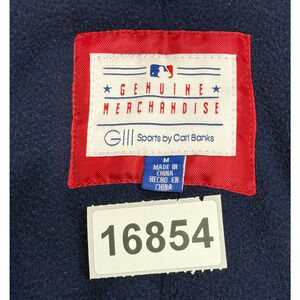 GENUINE
MERCHANDISE
GIII Sports by Carl Banks
M
MADE IN
CHINA
HECHO EN
CHINA
16854